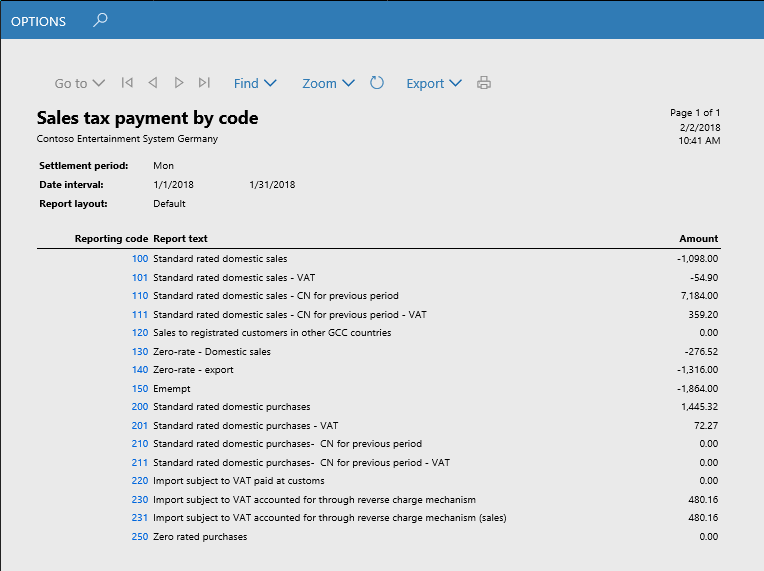 OPTIONS
Go to Find Zoom Export
Sales tax payment by code
Page 1 of 1
Contoso Entertainment System Germany
2/2/2018
10:41 AM
Settlement period: Mon
Date interval: 1/1/2018 1/31/2018
Report layout: Default
Reporting code Report text Amount
100 Standard rated domestic sales -1,098.00
101 Standard rated domestic sales - VAT -54.90
110 Standard rated domestic sales - CN for previous period 7,184.00
111 Standard rated domestic sales - CN for previous period - VAT 359.20
120 Sales to registrated customers in other GCC countries 0.00
130 Zero-rate - Domestic sales -276.52
140 Zero-rate - export -1,316.00
150 Emempt -1,864.00
200 Standard rated domestic purchases 1,445.32
201 Standard rated domestic purchases - VAT 72.27
210 Standard rated domestic purchases- CN for previous period 0.00
211 Standard rated domestic purchases- CN for previous period - VAT 0.00
220 Import subject to VAT paid at customs 0.00
230 Import subject to VAT accounted for through reverse charge mechanism 480.16
231 Import subject to VAT accounted for through reverse charge mechanism (sales) 480.16
250 Zero rated purchases 0.00